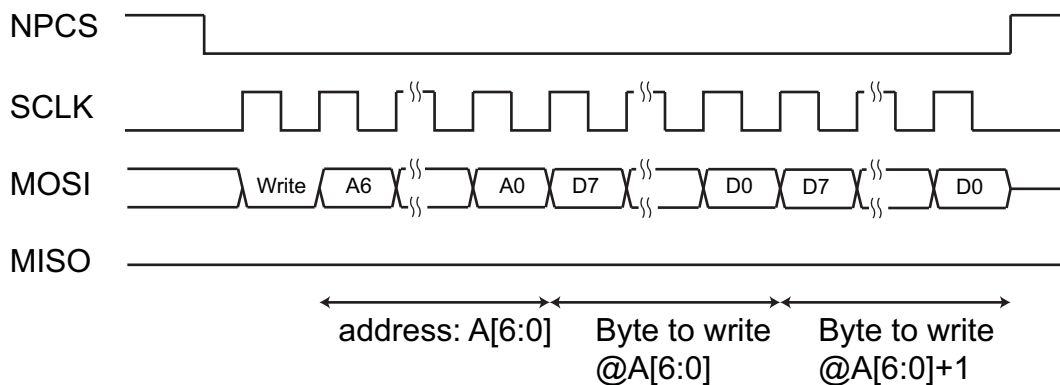 NPCS
SCLK
MOSI Write A6 A0 D7 D0 D7 D0
MISO
address: A[6:0] Byte to write Byte to write
@A[6:0] @A[6:0]+1